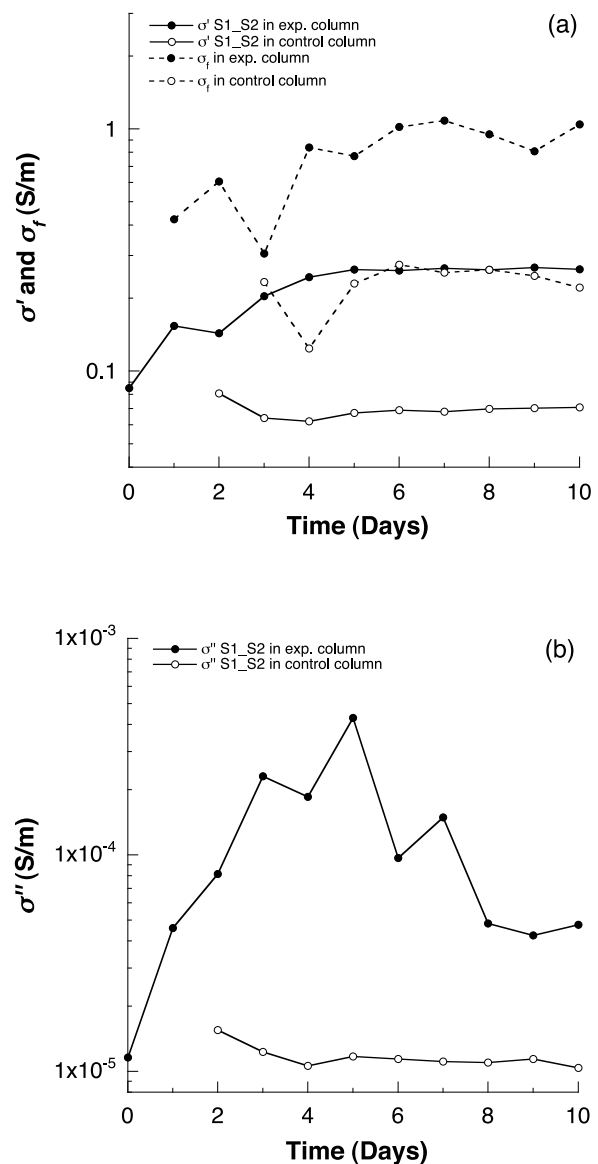 (a)
σ' S1_S2 in exp. column
σ' S1_S2 in control column
σf in exp. column
σf in control column
1
0.1
σ' and σf (S/m)
0 2 4 6 8 10
Time (Days)
(b)
σ" S1_S2 in exp. column
σ" S1_S2 in control column
1x10⁻³
1x10⁻⁴
1x10⁻⁵
σ" (S/m)
0 2 4 6 8 10
Time (Days)